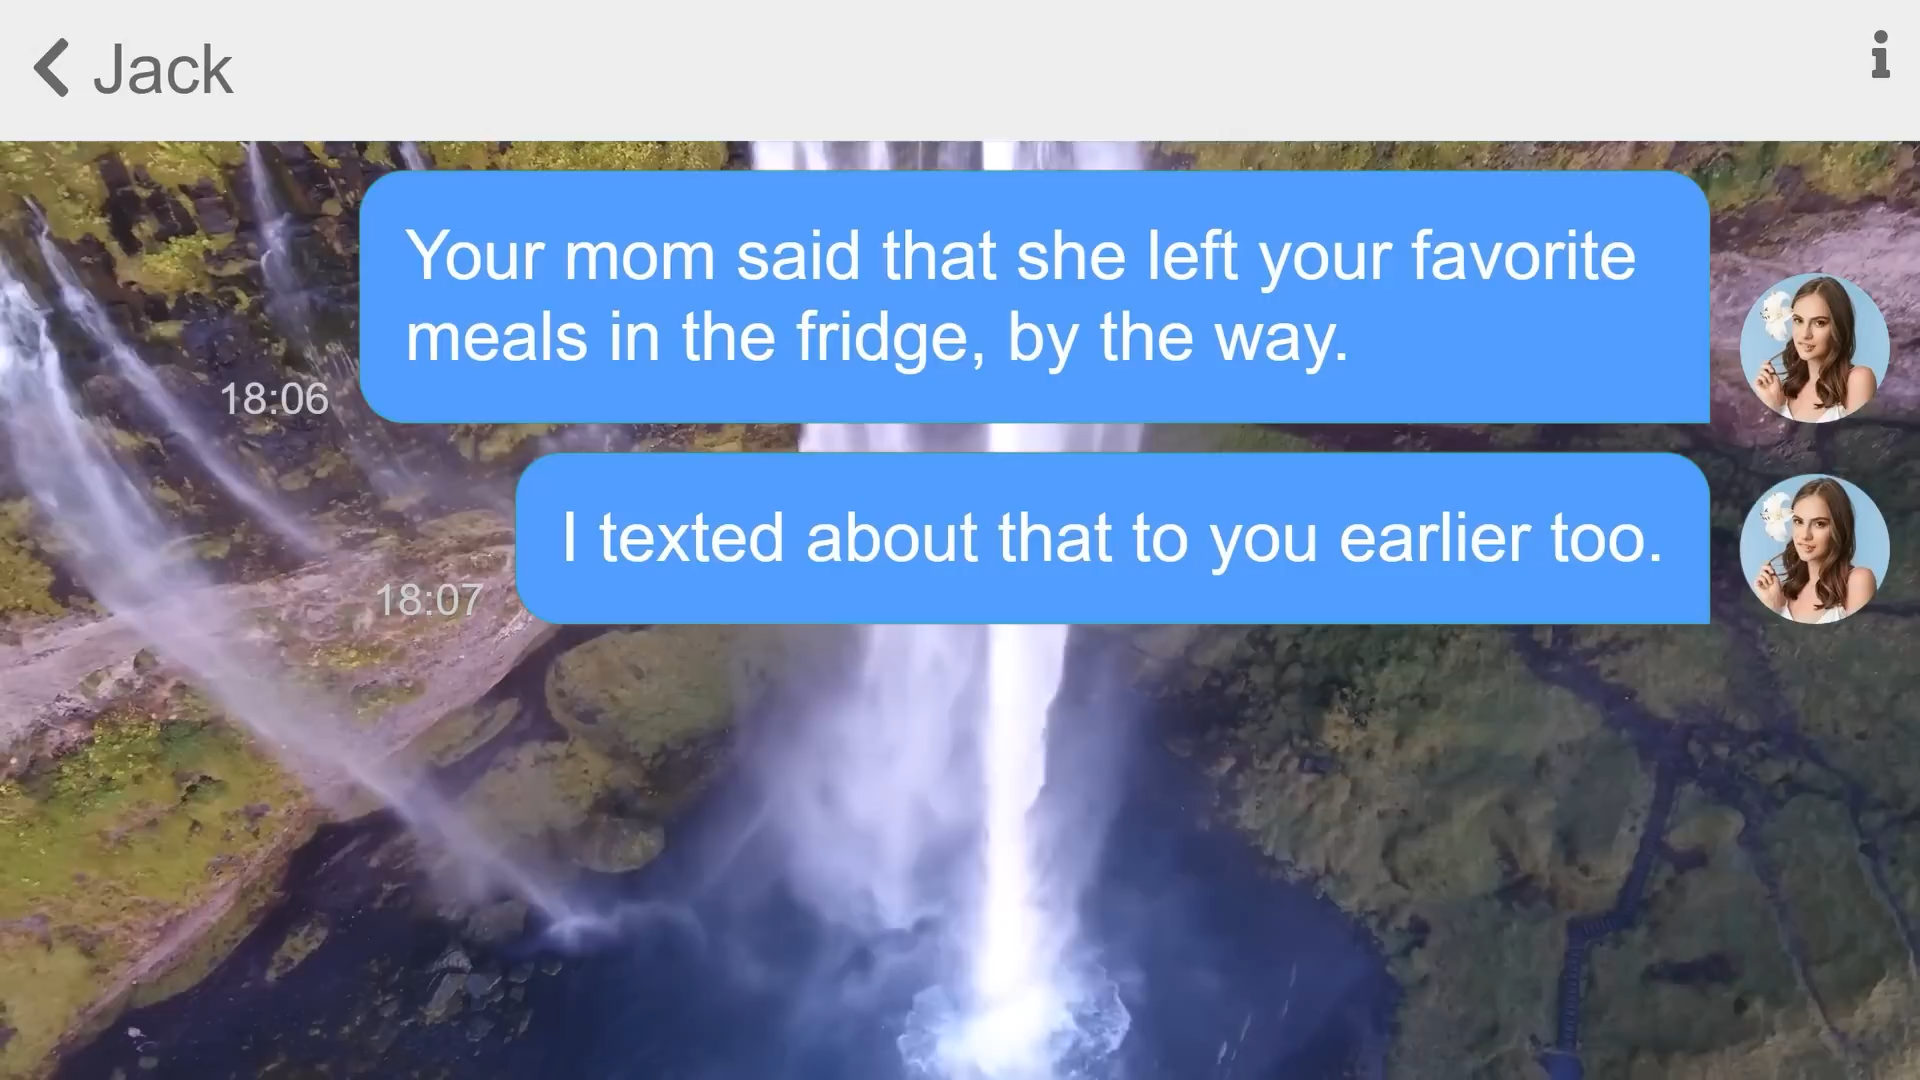 Jack
Your mom said that she left your favorite
meals in the fridge, by the way.
18:06
I texted about that to you earlier too.
18:07